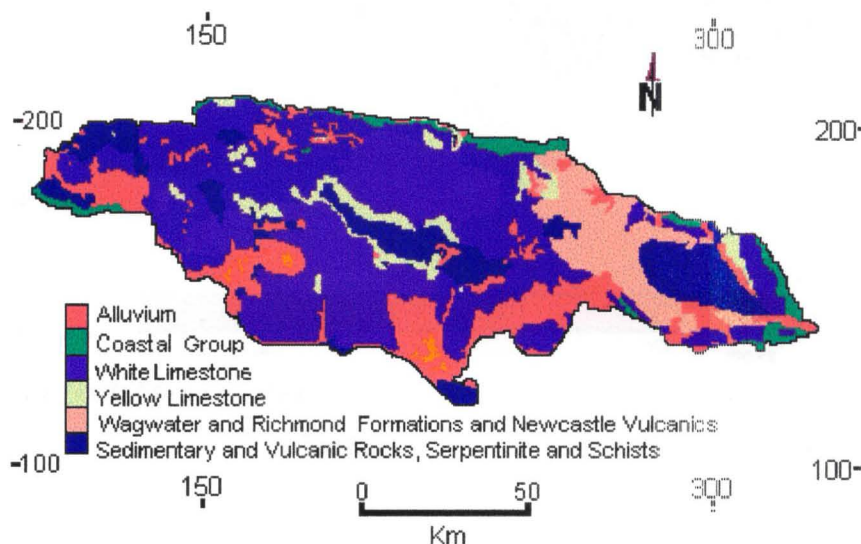 150 300
N
-200 200-
Alluvium
Coastal Group
White Limestone
Yellow Limestone
Wagwater and Richmond Formations and Newcastle Vulcanics
Sedimentary and Vulcanic Rocks, Serpentinite and Schists
-100 100-
150 0 50 300
Km